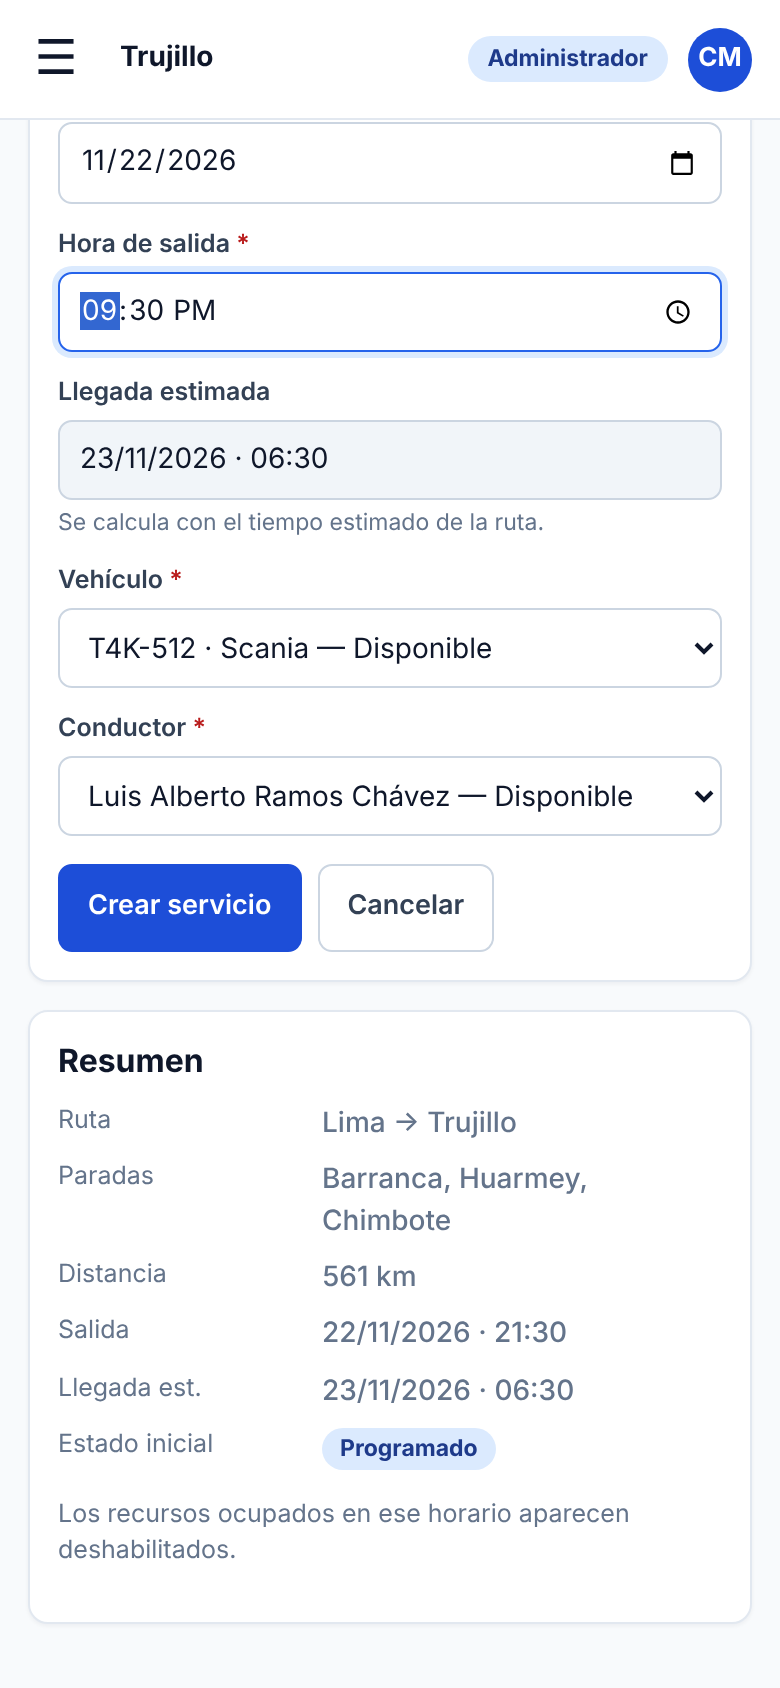 Trujillo
Administrador
CM
11/22/2026
Hora de salida *
09:30 PM
Llegada estimada
23/11/2026 · 06:30
Se calcula con el tiempo estimado de la ruta.
Vehículo *
T4K-512 · Scania — Disponible
Conductor *
Luis Alberto Ramos Chávez — Disponible
Crear servicio
Cancelar
Resumen
Ruta
Lima → Trujillo
Paradas
Barranca, Huarmey,
Chimbote
Distancia
561 km
Salida
22/11/2026 · 21:30
Llegada est.
23/11/2026 · 06:30
Estado inicial
Programado
Los recursos ocupados en ese horario aparecen
deshabilitados.